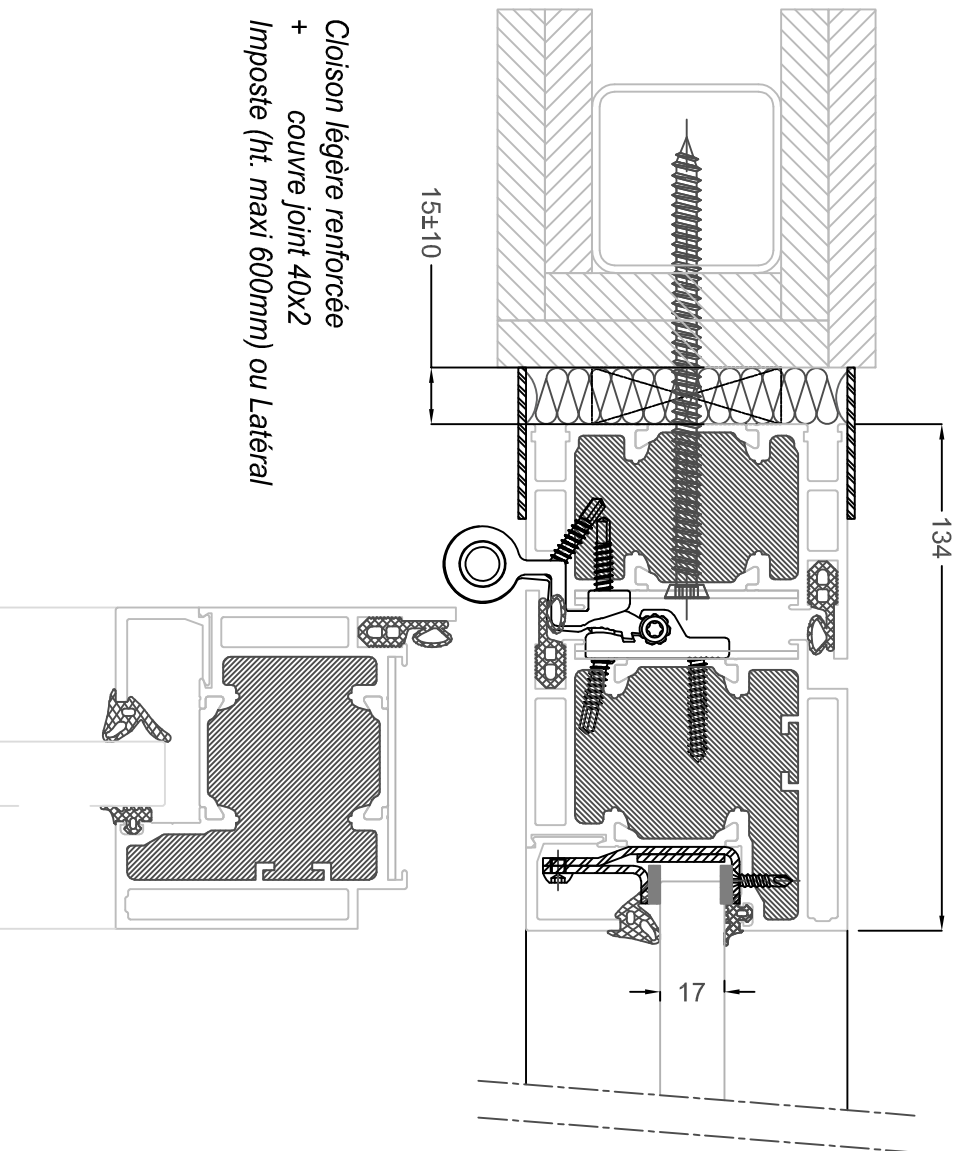 Cloison légère renforcée
+ couvre joint 40x2
Imposte (ht. maxi 600mm) ou Latéral
15±10
134
17